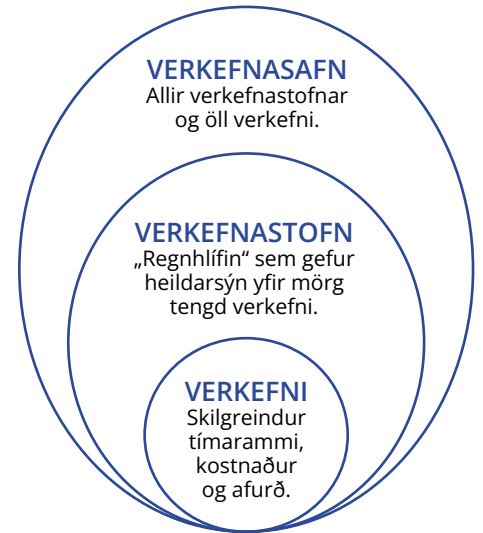 VERKEFNASAFN
Allir verkefnastofnar
og öll verkefni.
VERKEFNASTOFN
„Regnhlífin“ sem gefur
heildarsýn yfir mörg
tengd verkefni.
VERKEFNI
Skilgreindur
tímarammi,
kostnaður
og afurð.